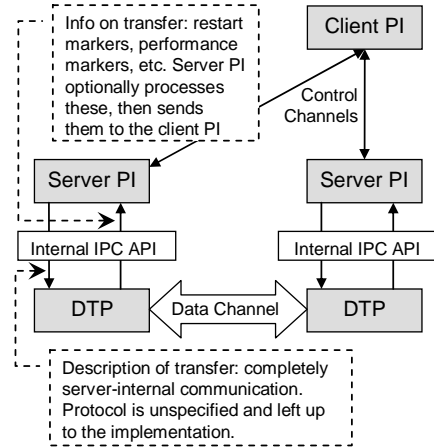 Info on transfer: restart
markers, performance
markers, etc. Server PI
optionally processes
these, then sends
them to the client PI
Client PI
Control
Channels
Server PI
Server PI
Internal IPC API
Internal IPC API
DTP
Data Channel
DTP
Description of transfer: completely
server-internal communication.
Protocol is unspecified and left up
to the implementation.